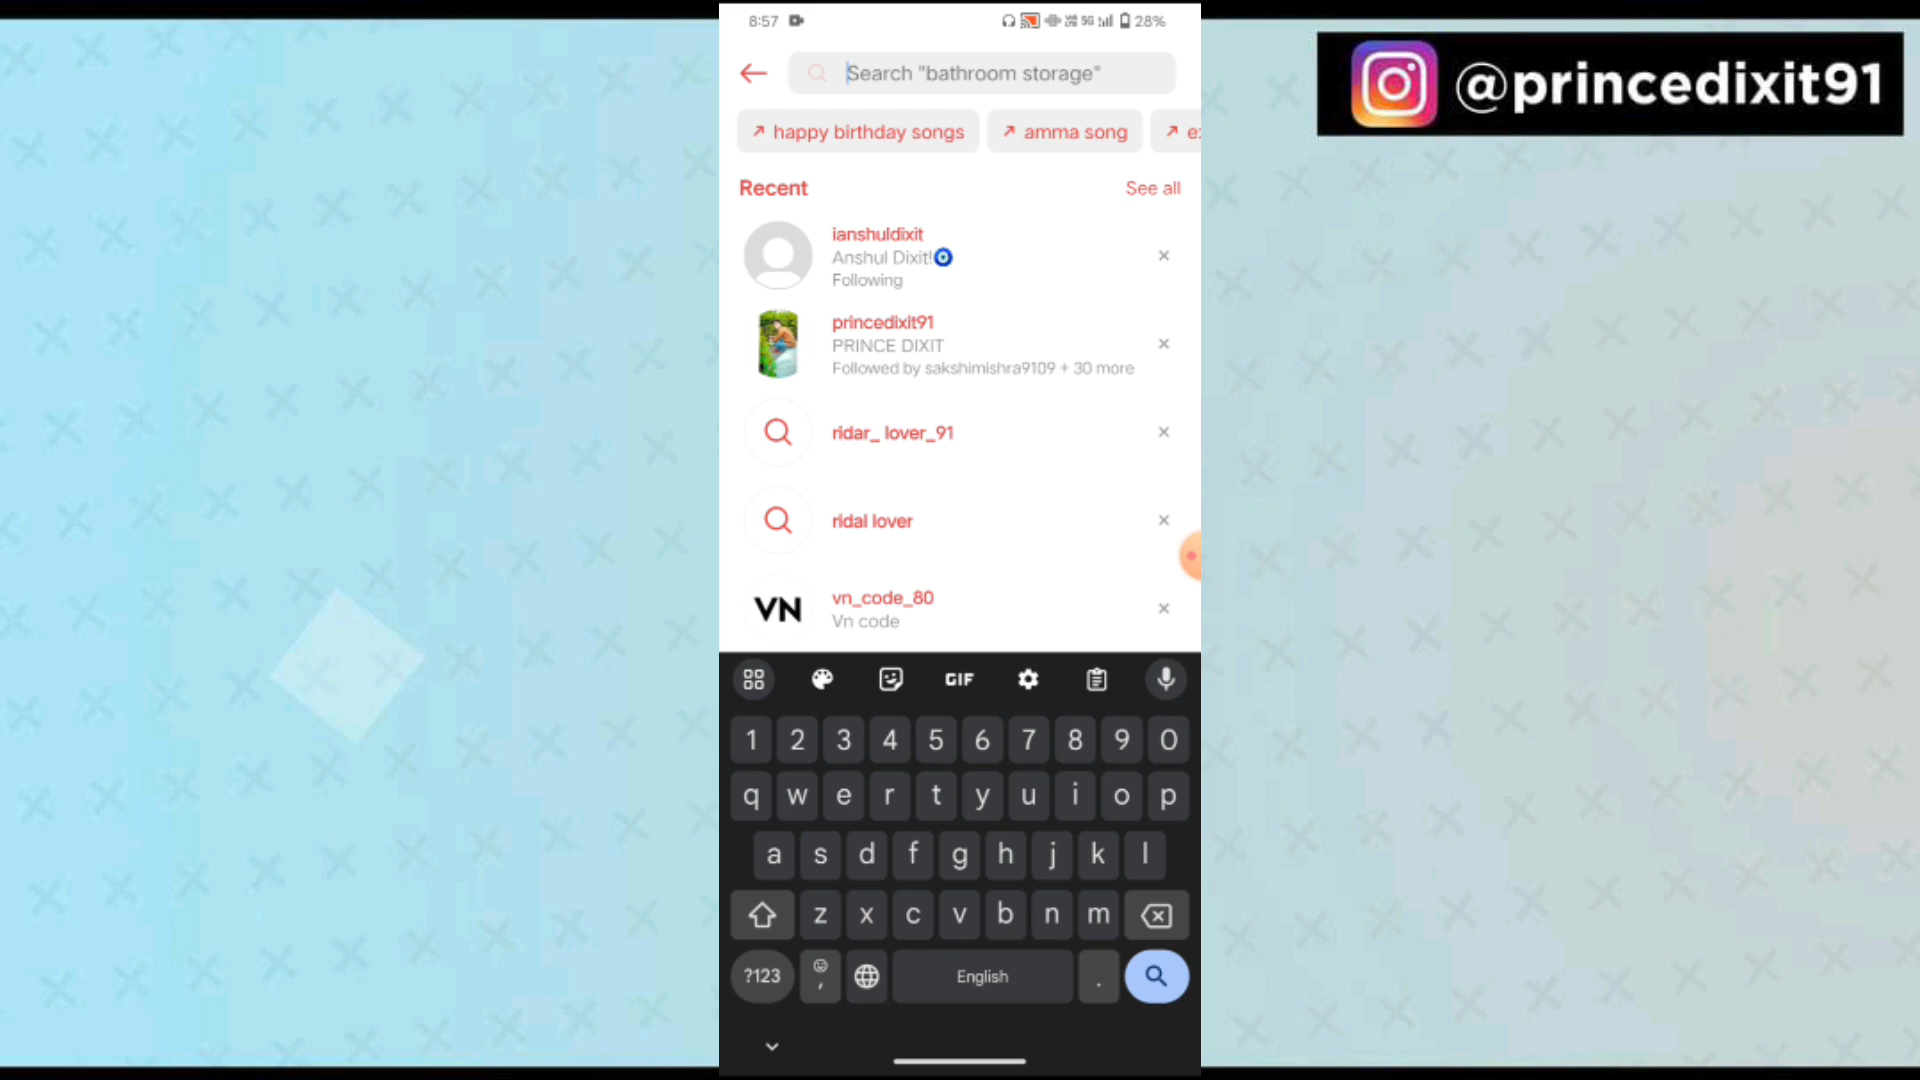 8:57
5G 28%
@princedixit91
Search "bathroom storage"
happy birthday songs
amma song
Recent
See all
ianshuldixit
Anshul Dixit!
Following
princedixit91
PRINCE DIXIT
Followed by sakshimishra9109 + 30 more
ridar_ lover_91
ridal lover
VN
vn_code_80
Vn code
GIF
1 2 3 4 5 6 7 8 9 0
q w e r t y u i o p
a s d f g h j k l
z x c v b n m
?123 , English .